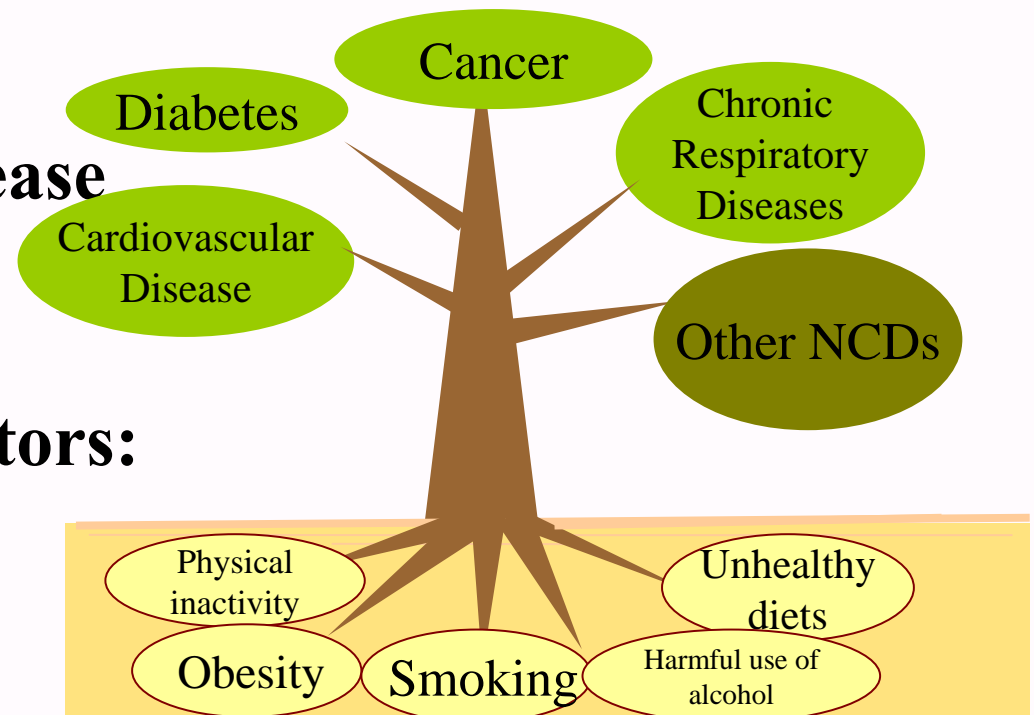 Cancer
Diabetes
Chronic
Respiratory
Diseases
ease
Cardiovascular
Disease
Other NCDs
tors:
Physical
inactivity
Unhealthy
diets
Obesity
Smoking
Harmful use of
alcohol